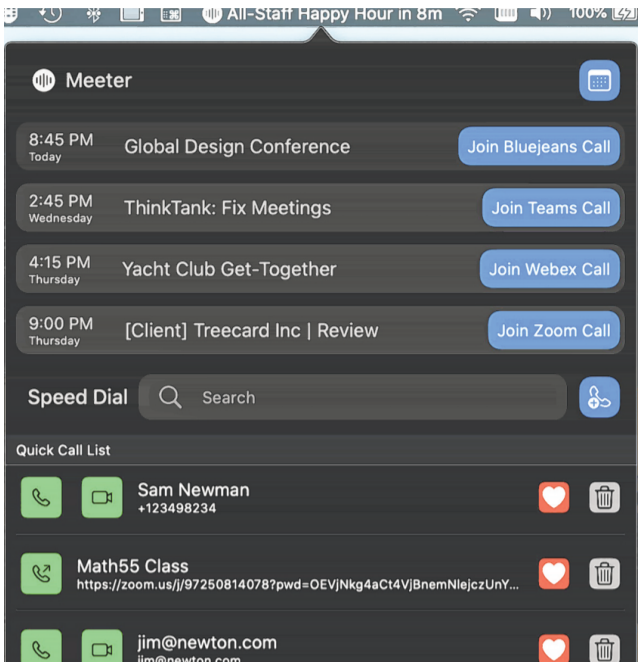 All-Staff Happy Hour in 8m
100%
Meeter
8:45 PM
Today
Global Design Conference
Join Bluejeans Call
2:45 PM
Wednesday
ThinkTank: Fix Meetings
Join Teams Call
4:15 PM
Thursday
Yacht Club Get-Together
Join Webex Call
9:00 PM
Thursday
[Client] Treecard Inc | Review
Join Zoom Call
Speed Dial
Search
Quick Call List
Sam Newman
+123498234
Math55 Class
https://zoom.us/j/97250814078?pwd=OEVjNkg4aCt4VjBnemNlejczUnY...
jim@newton.com
jim@newton.com